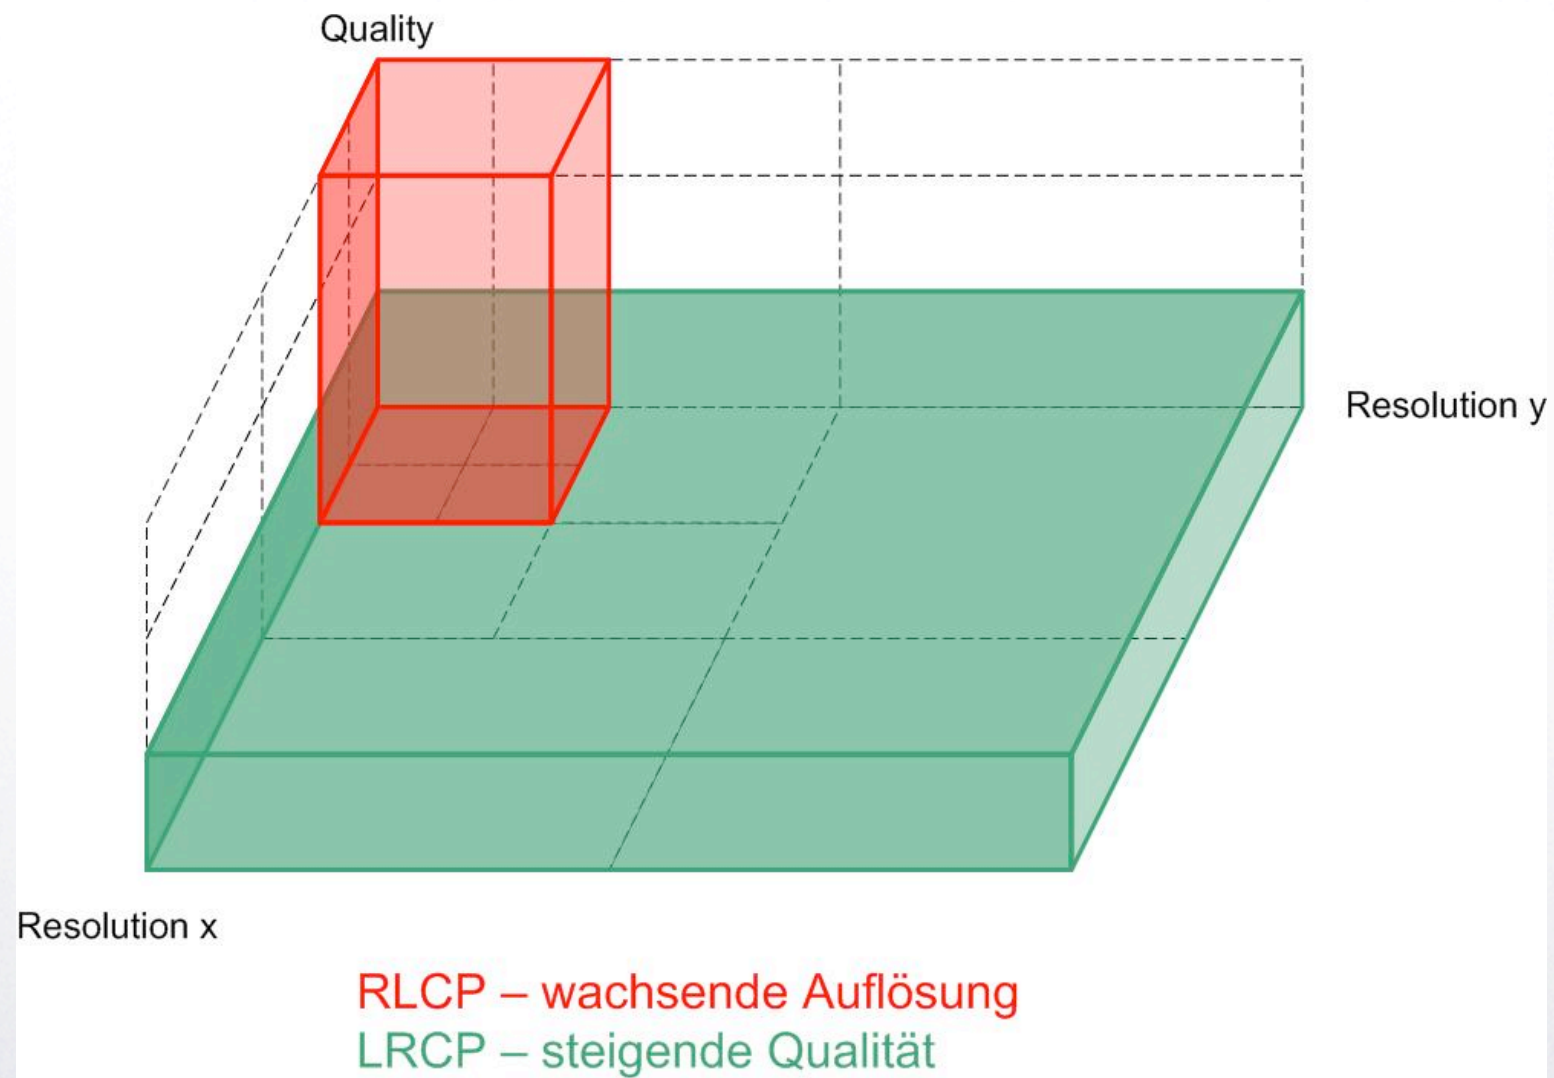 Quality
Resolution y
Resolution x
RLCP – wachsende Auflösung
LRCP – steigende Qualität